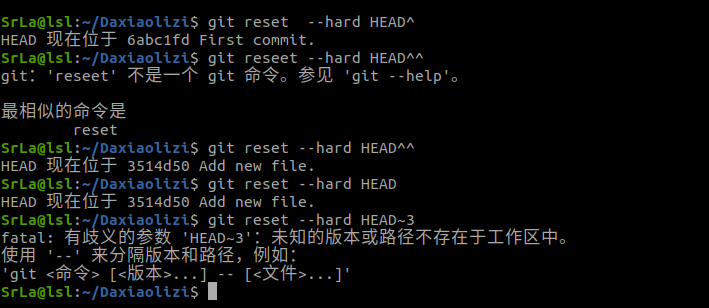 SrLa@lsl:~/Daxiaolizi$ git reset  --hard HEAD^
HEAD 现在位于 6abc1fd First commit.
SrLa@lsl:~/Daxiaolizi$ git reseet --hard HEAD^^
git：'reseet' 不是一个 git 命令。参见 'git --help'。

最相似的命令是
        reset
SrLa@lsl:~/Daxiaolizi$ git reset --hard HEAD^^
HEAD 现在位于 3514d50 Add new file.
SrLa@lsl:~/Daxiaolizi$ git reset --hard HEAD
HEAD 现在位于 3514d50 Add new file.
SrLa@lsl:~/Daxiaolizi$ git reset --hard HEAD~3
fatal: 有歧义的参数 'HEAD~3'：未知的版本或路径不存在于工作区中。
使用 '--' 来分隔版本和路径，例如：
'git <命令> [<版本>...] -- [<文件>...]'
SrLa@lsl:~/Daxiaolizi$